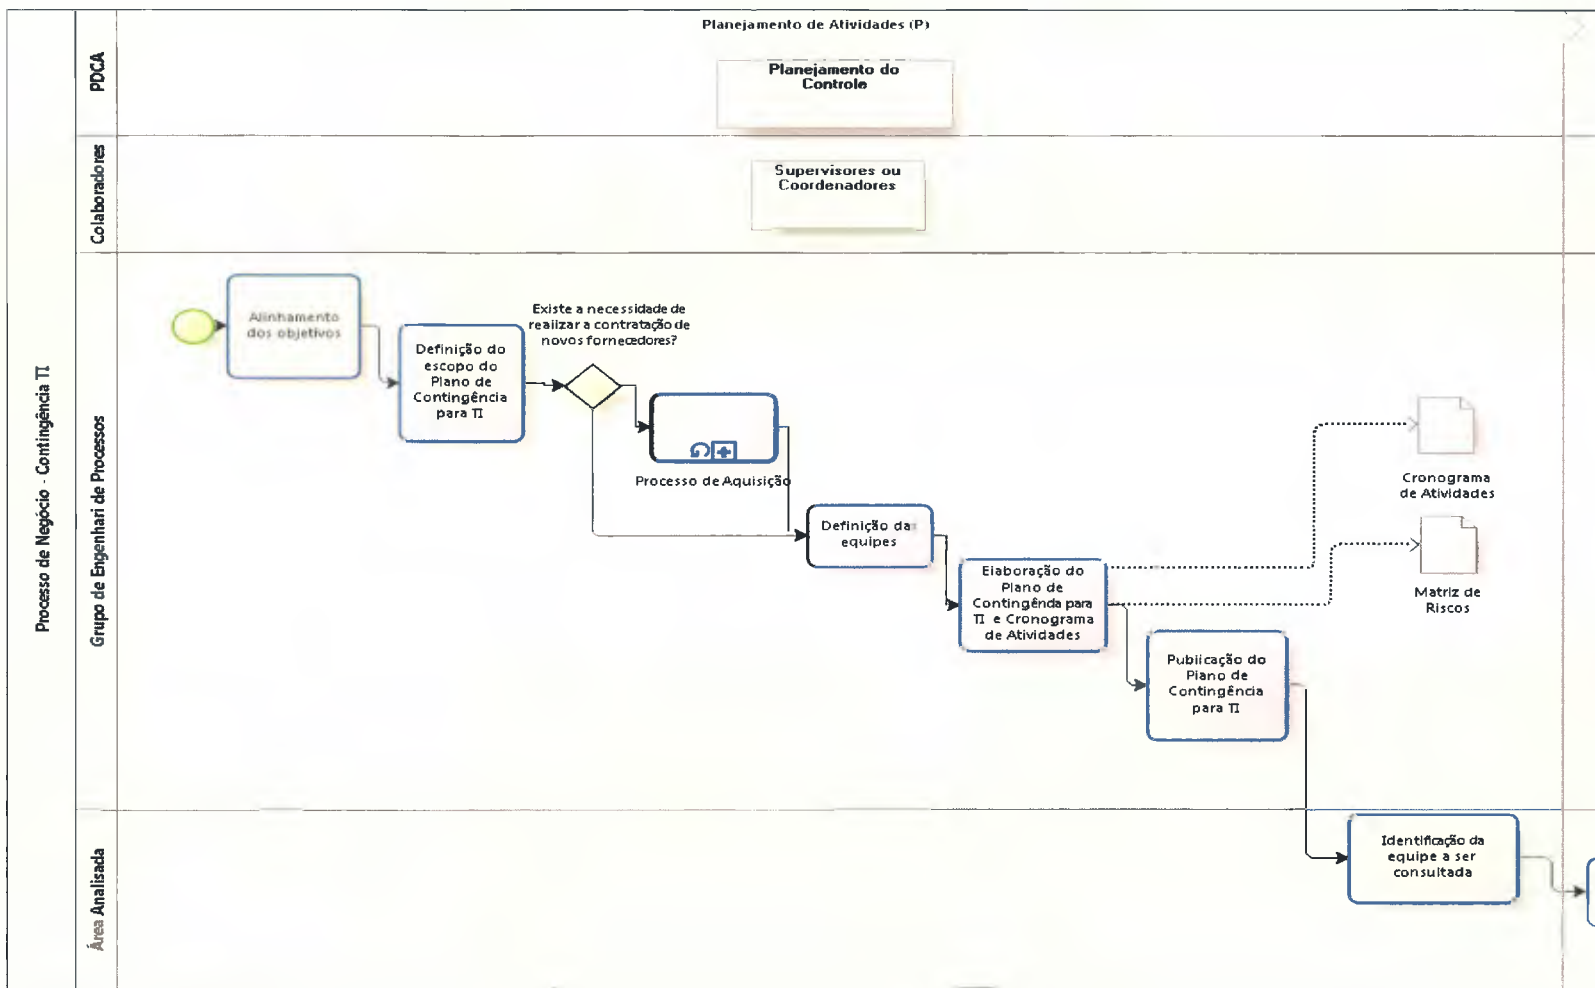 Planejamento de Atividades (P)
PDCA
Planejamento do
Controle
Colaboradores
Supervisores ou
Coordenadores
Processo de Negócio - Contingência TI
Grupo de Engenhari de Processos
Alinhamento
dos objetivos
Definição do
escopo do
Plano de
Contingência
para TI
Existe a necessidade de
realizar a contratação de
novos fornecedores?
Processo de Aquisição
Definição das
equipes
Elaboração do
Plano de
Contingência para
TI e Cronograma
de Atividades
Cronograma
de Atividades
Matriz de
Riscos
Publicação do
Plano de
Contingência
para TI
Área Analisada
Identificação da
equipe a ser
consultada